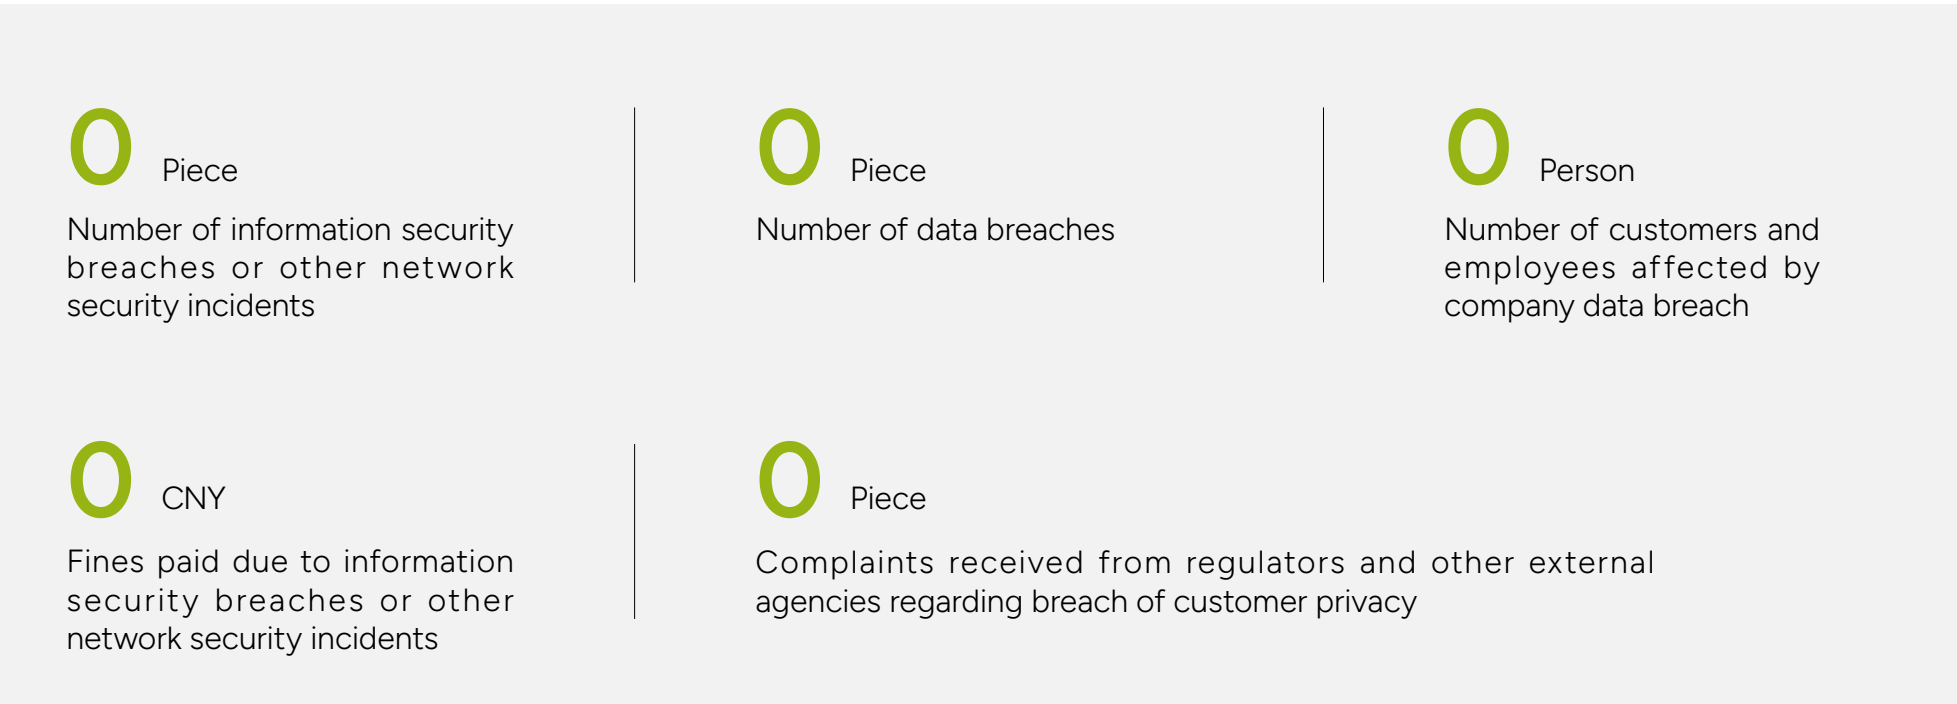 0 Piece
Number of information security
breaches or other network
security incidents
0 Piece
Number of data breaches
0 Person
Number of customers and
employees affected by
company data breach
0 CNY
Fines paid due to information
security breaches or other
network security incidents
0 Piece
Complaints received from regulators and other external
agencies regarding breach of customer privacy